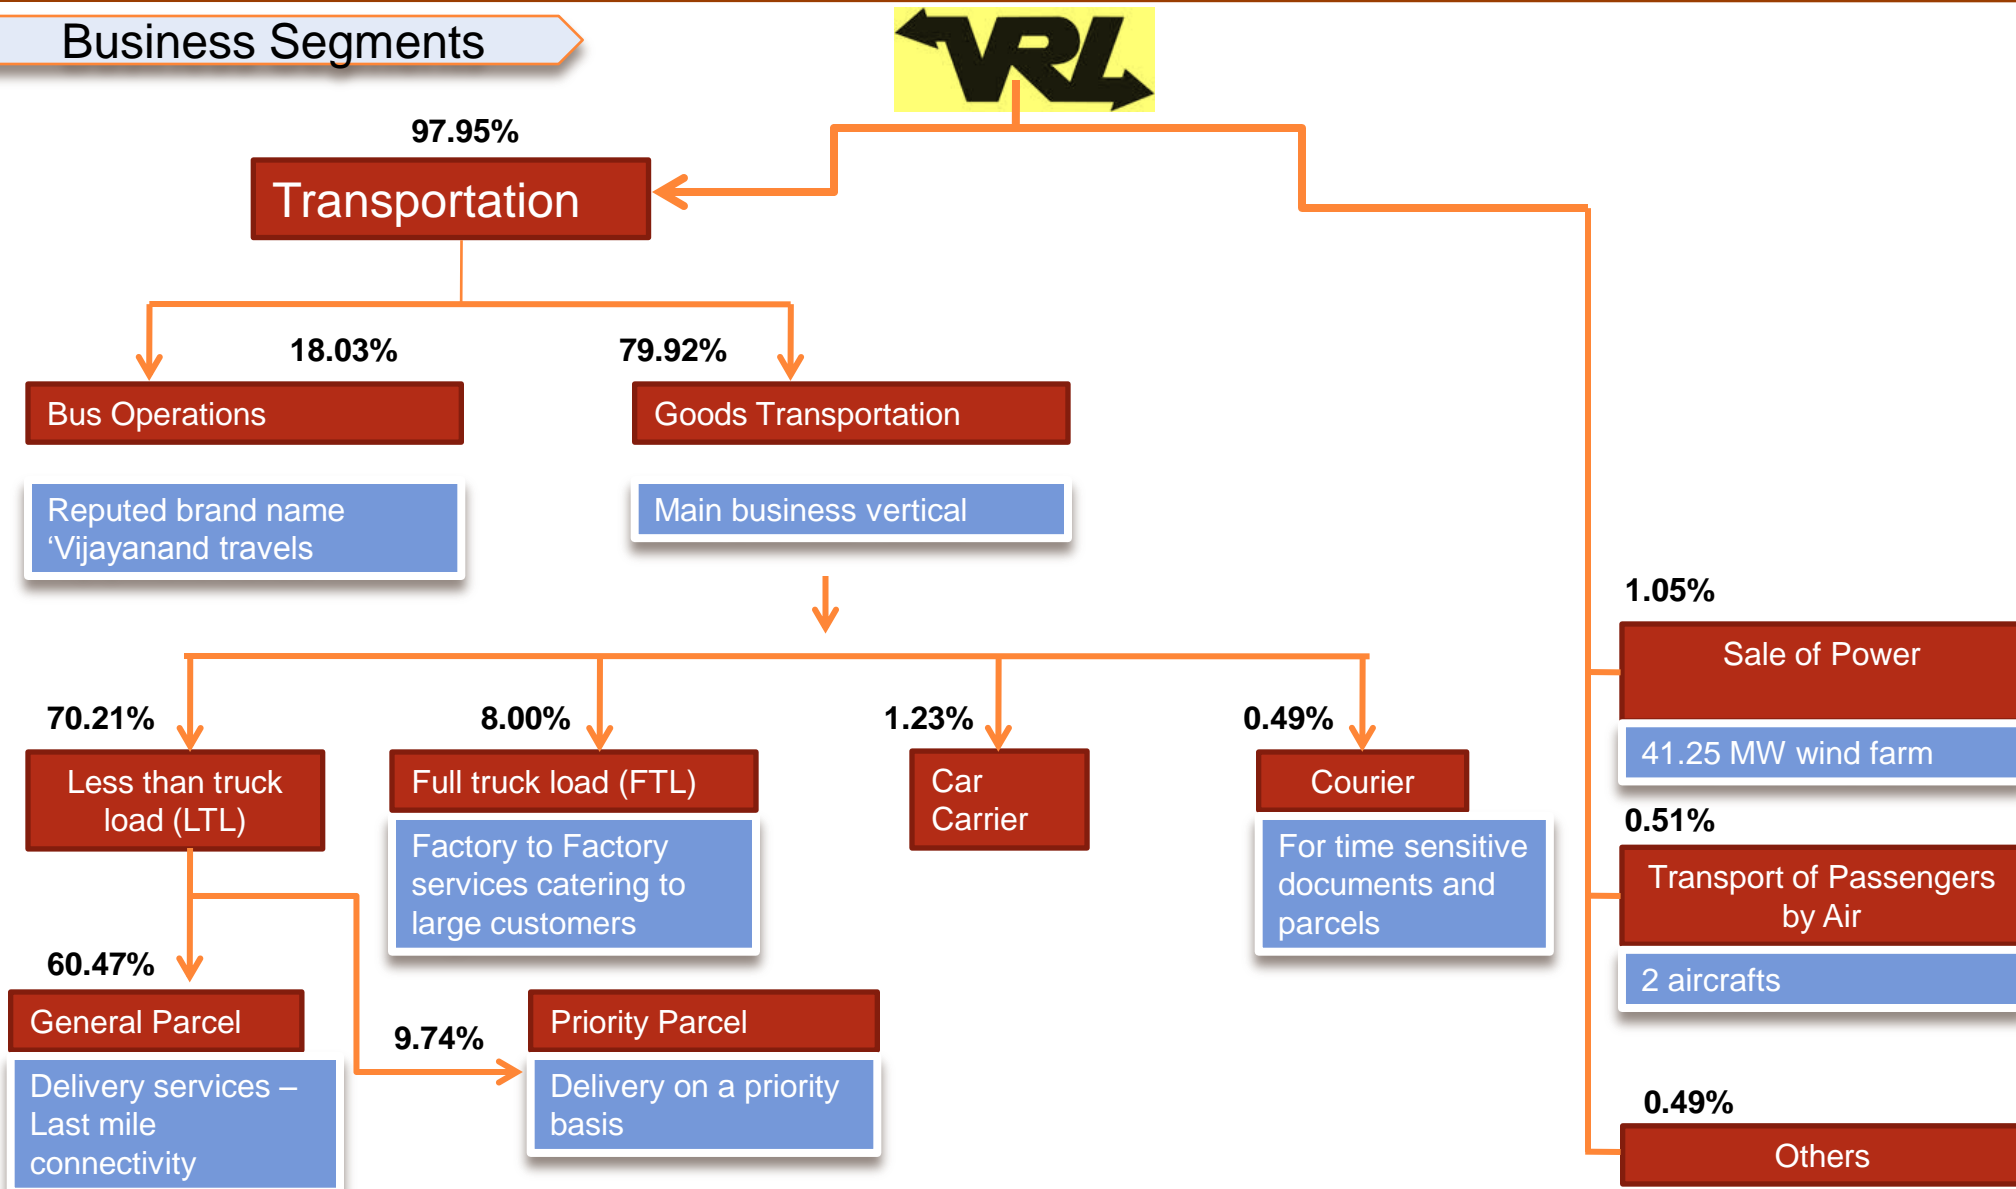 Business Segments
VRL
97.95%
Transportation
18.03%
79.92%
Bus Operations
Goods Transportation
Reputed brand name
‘Vijayanand travels
Main business vertical
70.21%
8.00%
1.23%
0.49%
Less than truck
load (LTL)
Full truck load (FTL)
Factory to Factory
services catering to
large customers
Car
Carrier
Courier
For time sensitive
documents and
parcels
60.47%
General Parcel
Delivery services –
Last mile
connectivity
9.74%
Priority Parcel
Delivery on a priority
basis
1.05%
Sale of Power
41.25 MW wind farm
0.51%
Transport of Passengers
by Air
2 aircrafts
0.49%
Others